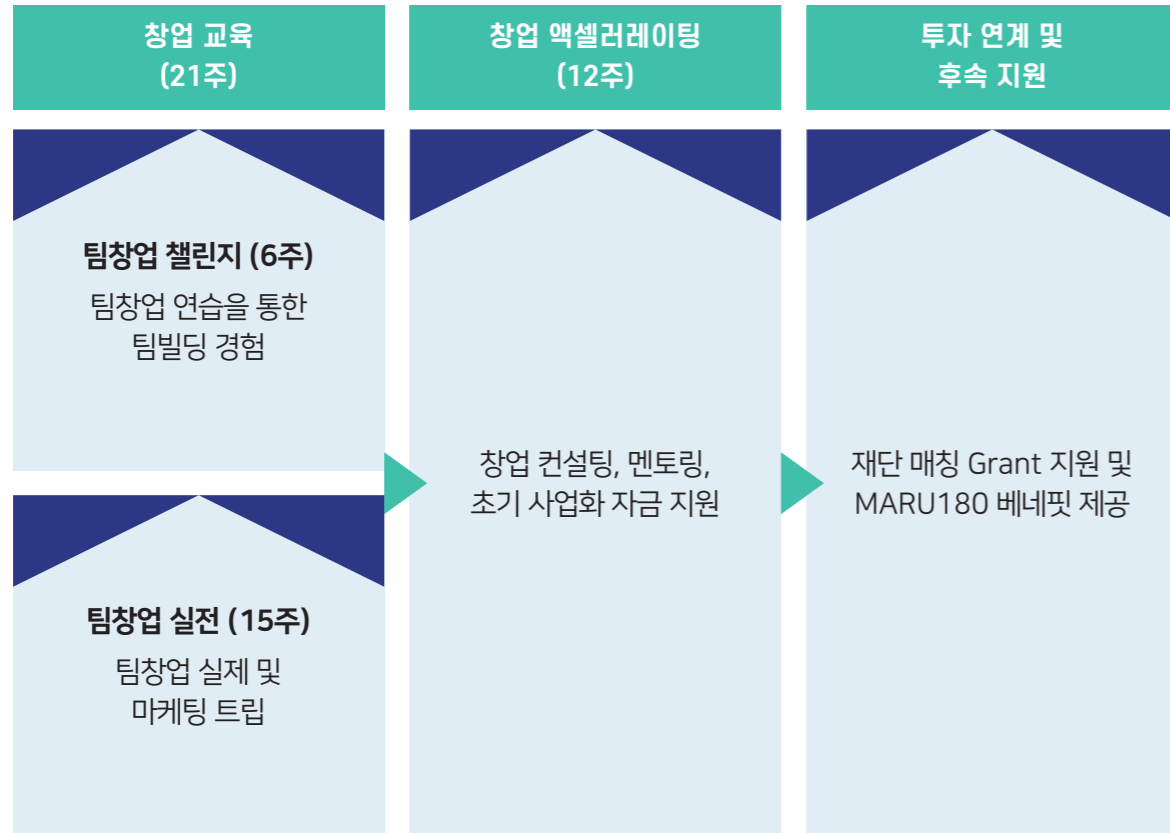 창업 교육
(21주)
창업 액셀러레이팅
(12주)
투자 연계 및
후속 지원
팀창업 챌린지 (6주)
팀창업 연습을 통한
팀빌딩 경험
팀창업 실전 (15주)
팀창업 실제 및
마케팅 트립
창업 컨설팅, 멘토링,
초기 사업화 자금 지원
재단 매칭 Grant 지원 및
MARU180 베네핏 제공